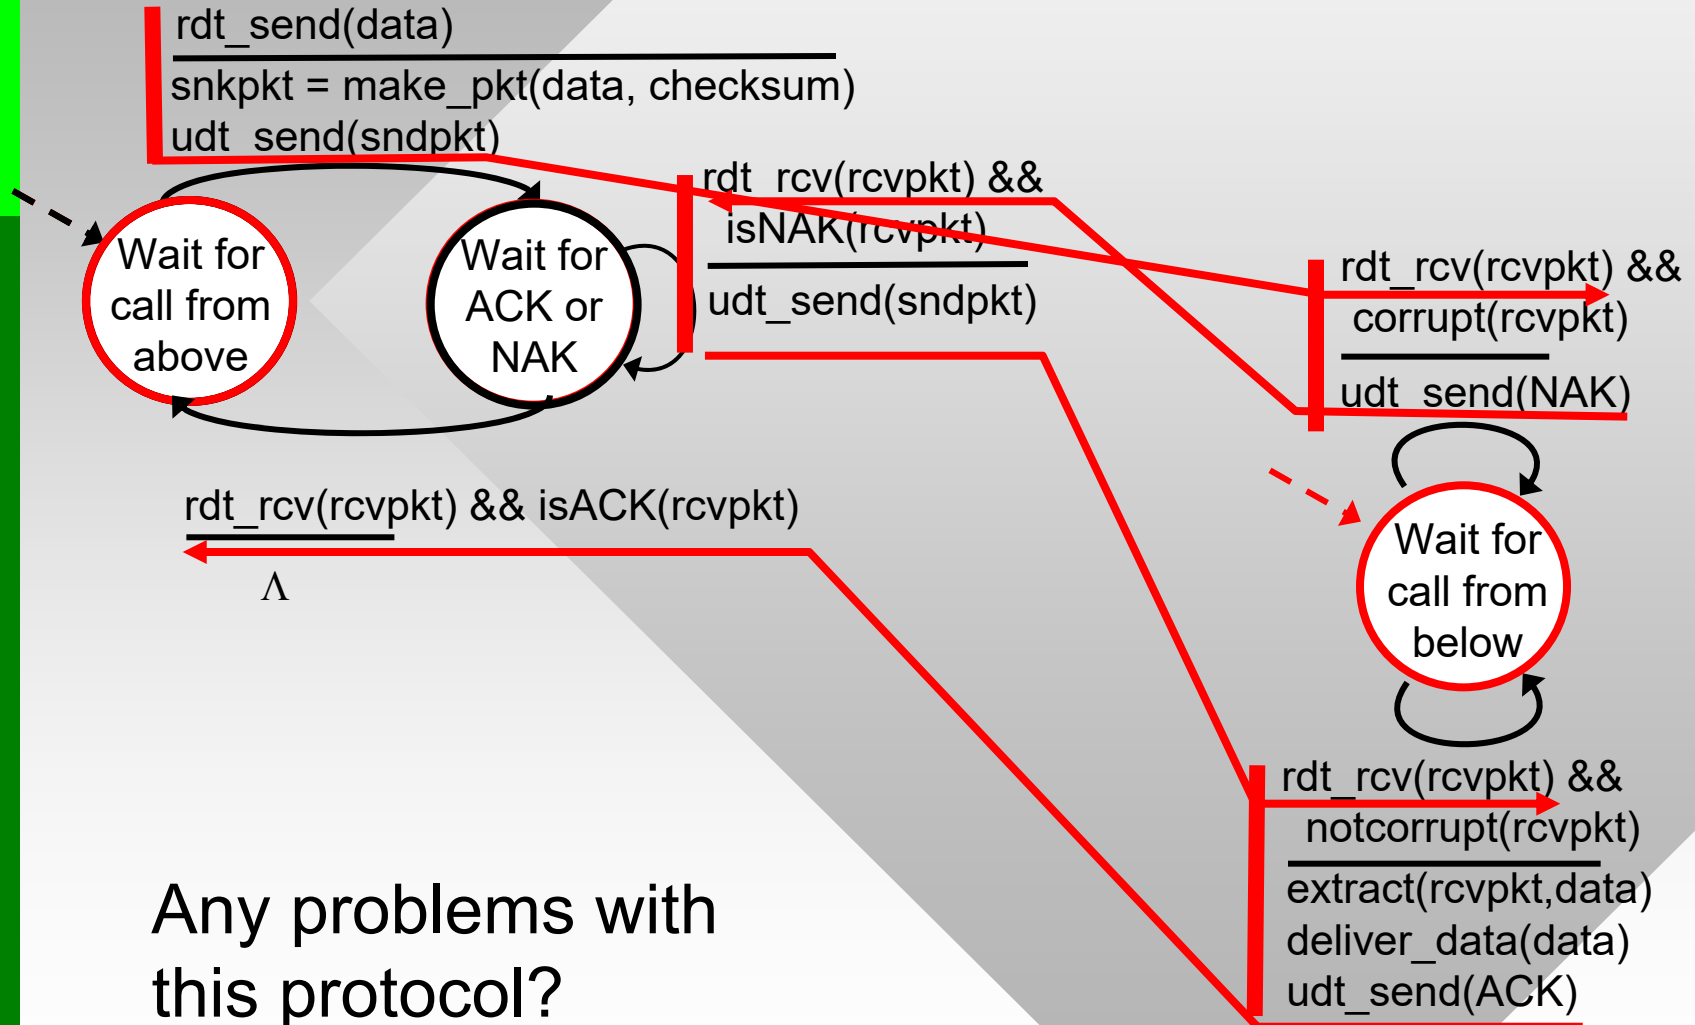 rdt_send(data)
snkpkt = make_pkt(data, checksum)
udt_send(sndpkt)
rdt_rcv(rcvpkt) &&
isNAK(rcvpkt)
udt_send(sndpkt)
rdt_rcv(rcvpkt) &&
corrupt(rcvpkt)
udt_send(NAK)
Wait for
call from
above
Wait for
ACK or
NAK
rdt_rcv(rcvpkt) && isACK(rcvpkt)
Λ
Wait for
call from
below
rdt_rcv(rcvpkt) &&
notcorrupt(rcvpkt)
extract(rcvpkt,data)
deliver_data(data)
udt_send(ACK)
Any problems with
this protocol?